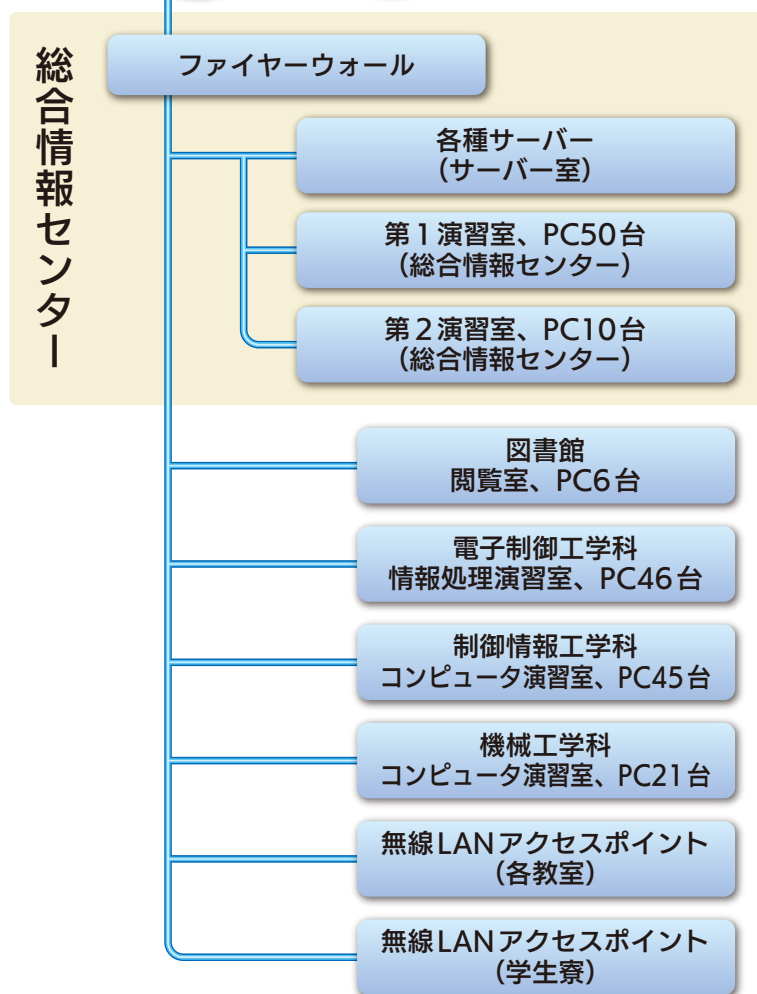 総合情報センター
ファイヤーウォール
各種サーバー
（サーバー室）
第１演習室、PC50台
（総合情報センター）
第２演習室、PC10台
（総合情報センター）
図書館
閲覧室、PC6台
電子制御工学科
情報処理演習室、PC46台
制御情報工学科
コンピュータ演習室、PC45台
機械工学科
コンピュータ演習室、PC21台
無線LANアクセスポイント
（各教室）
無線LANアクセスポイント
（学生寮）